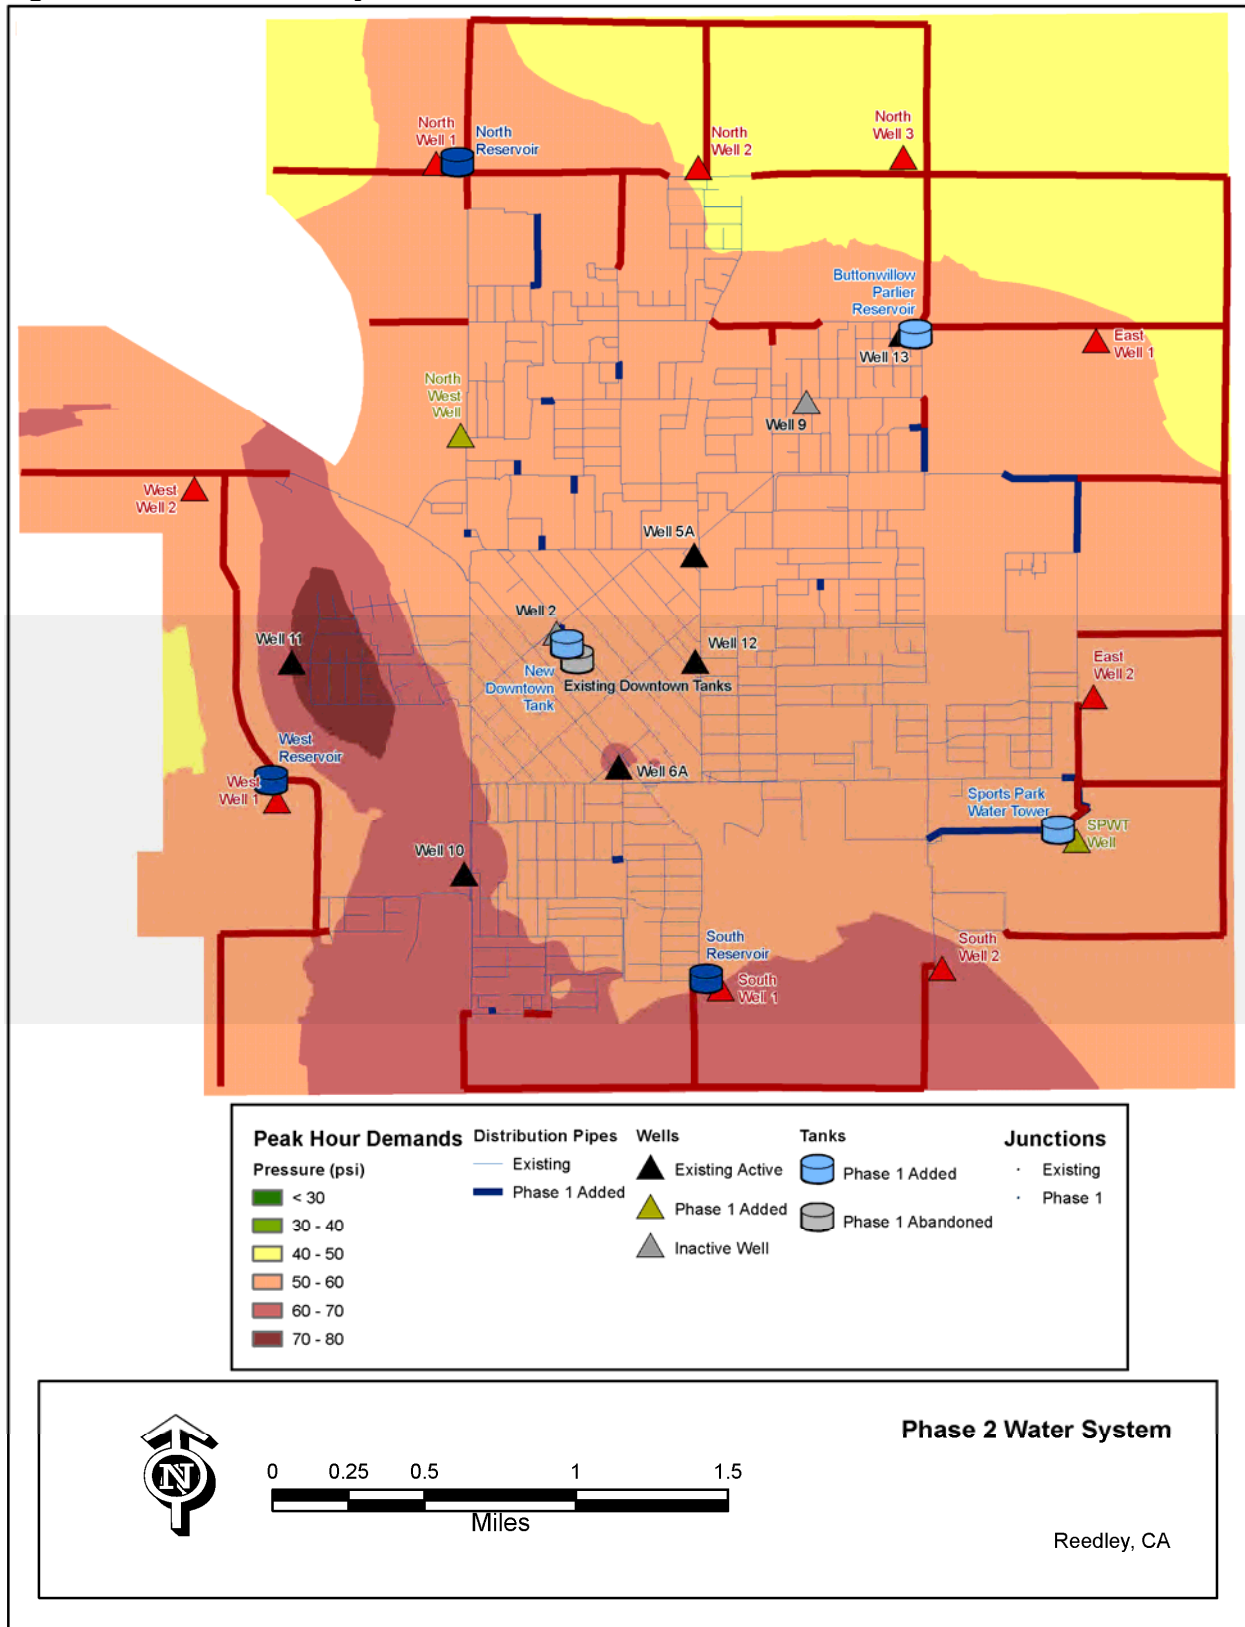 North
Well 1
North
Reservoir
North
Well 2
North
Well 3
Buttonwillow
Parlier
Reservoir
Well 13
East
Well 1
North
West
Well
Well 9
West
Well 2
Well 5A
Well 2
Well 11
Well 12
New
Downtown
Tank
Existing Downtown Tanks
East
Well 2
West
Reservoir
West
Well 1
Well 6A
Sports Park
Water Tower
SPWT
Well
Well 10
South
Reservoir
South
Well 1
South
Well 2
Peak Hour Demands
Pressure (psi)
< 30
30 - 40
40 - 50
50 - 60
60 - 70
70 - 80
Distribution Pipes
Existing
Phase 1 Added
Wells
Existing Active
Phase 1 Added
Inactive Well
Tanks
Phase 1 Added
Phase 1 Abandoned
Junctions
Existing
Phase 1
N
0 0.25 0.5 1 1.5
Miles
Phase 2 Water System
Reedley, CA